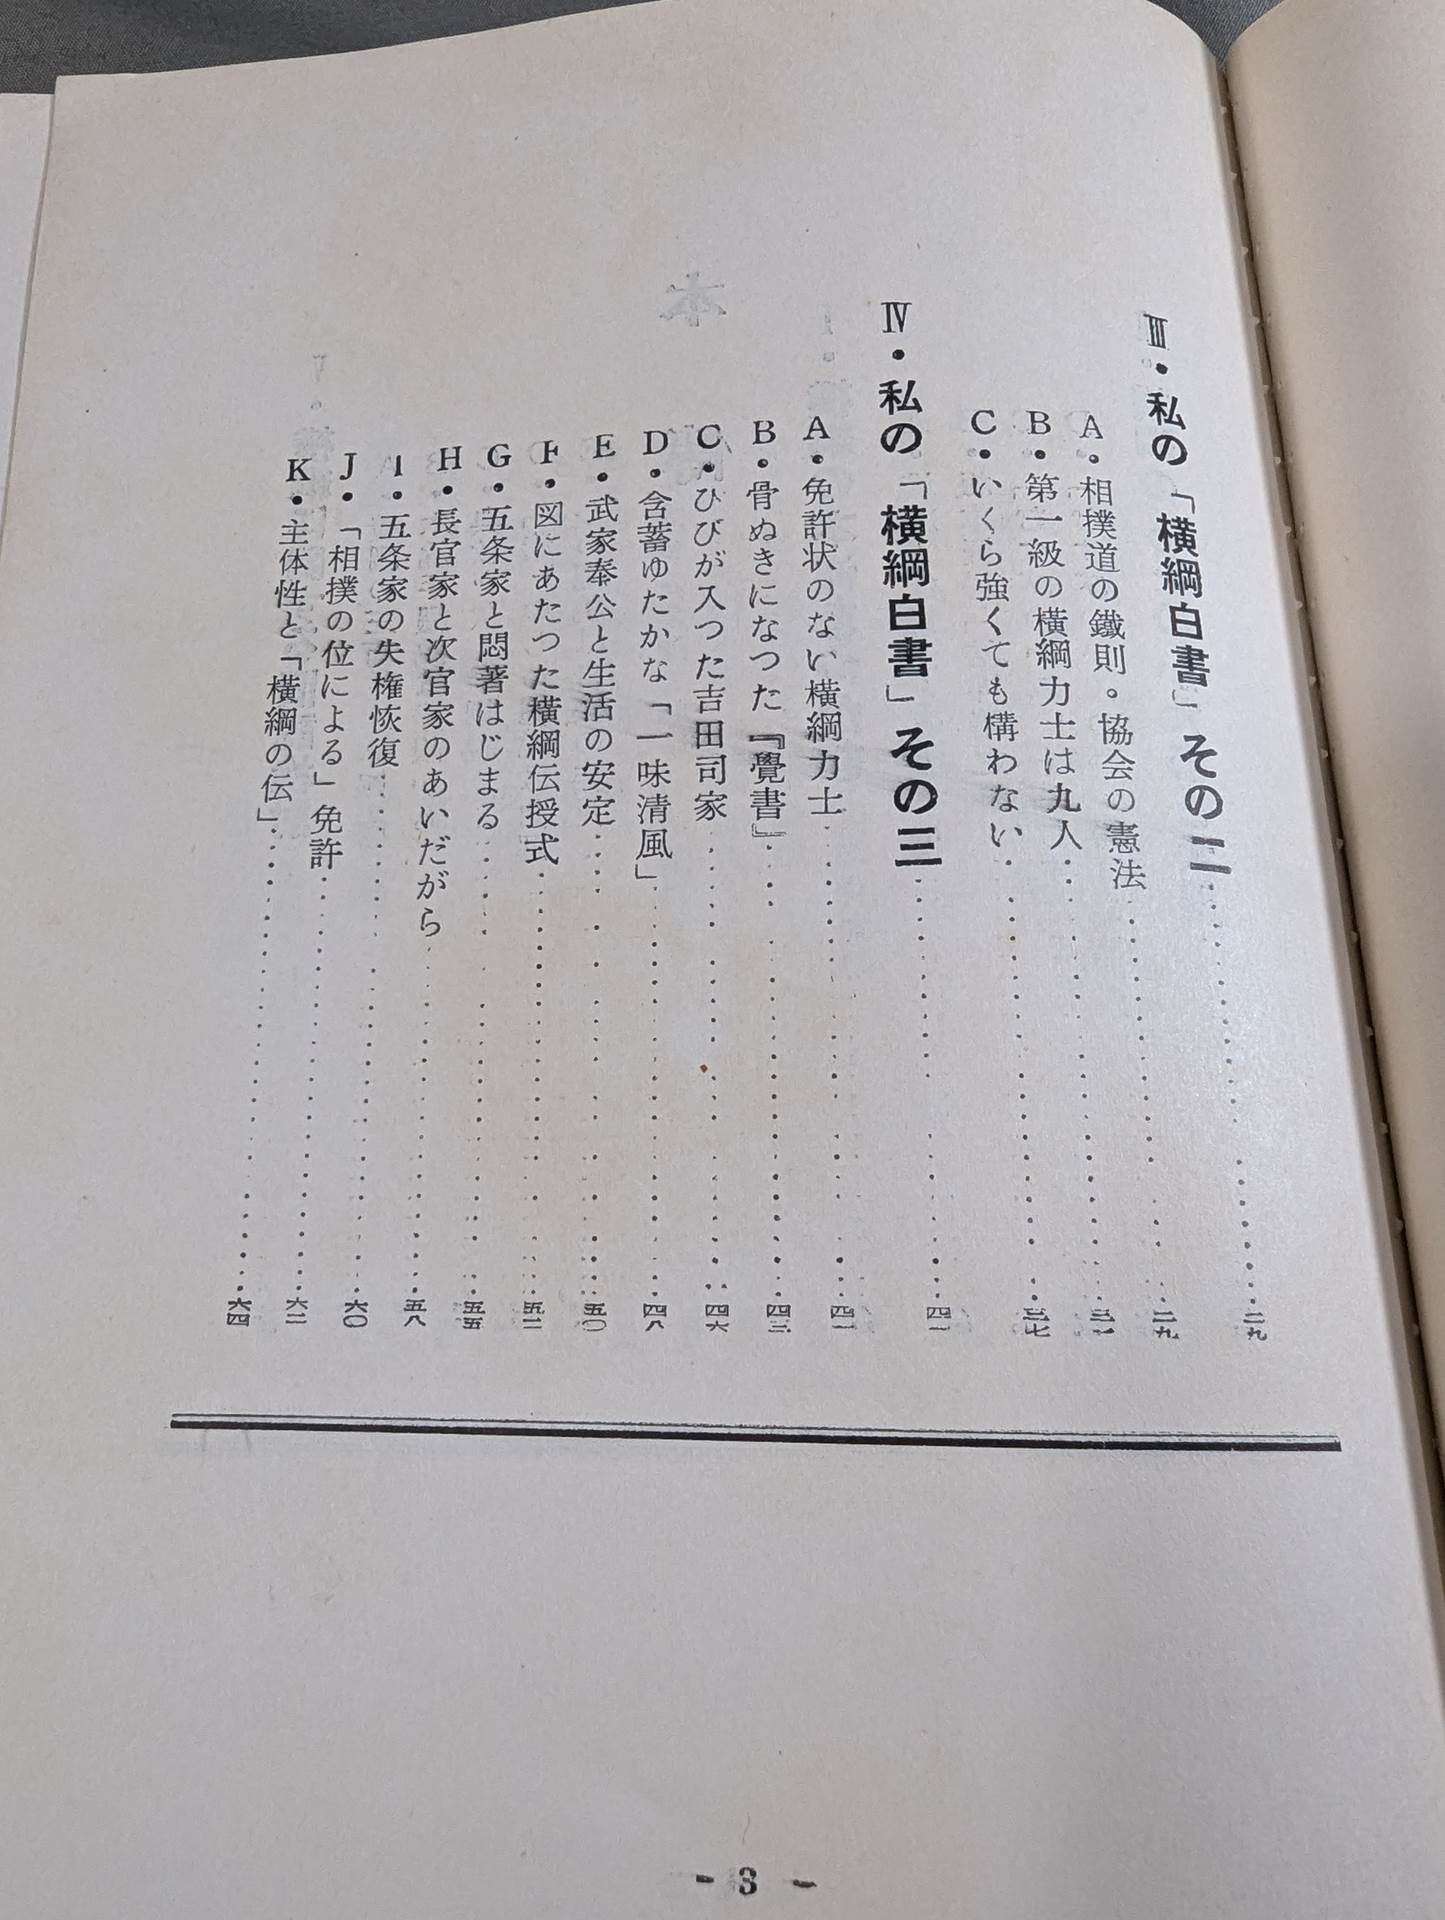 Ⅲ・私の「横綱白書」その二……二九
A・相撲道の鐵則・協会の憲法……二九
B・第一級の横綱力士は九人……三一
C・いくら強くても構わない……三七
Ⅳ・私の「横綱白書」その三……四一
A・免許状のない横綱力士……四一
B・骨ぬきになつた『覺書』……四三
C・ひびが入つた吉田司家……四六
D・含蓄ゆたかな「一味清風」……四八
E・武家奉公と生活の安定……五〇
F・図にあたつた横綱伝授式……五二
G・五条家と悶著はじまる……五五
H・長官家と次官家のあいだがら……五八
I・五条家の失権恢復……六〇
J・「相撲の位による」免許……六二
K・主体性と「横綱の伝」……六四
- 3 -